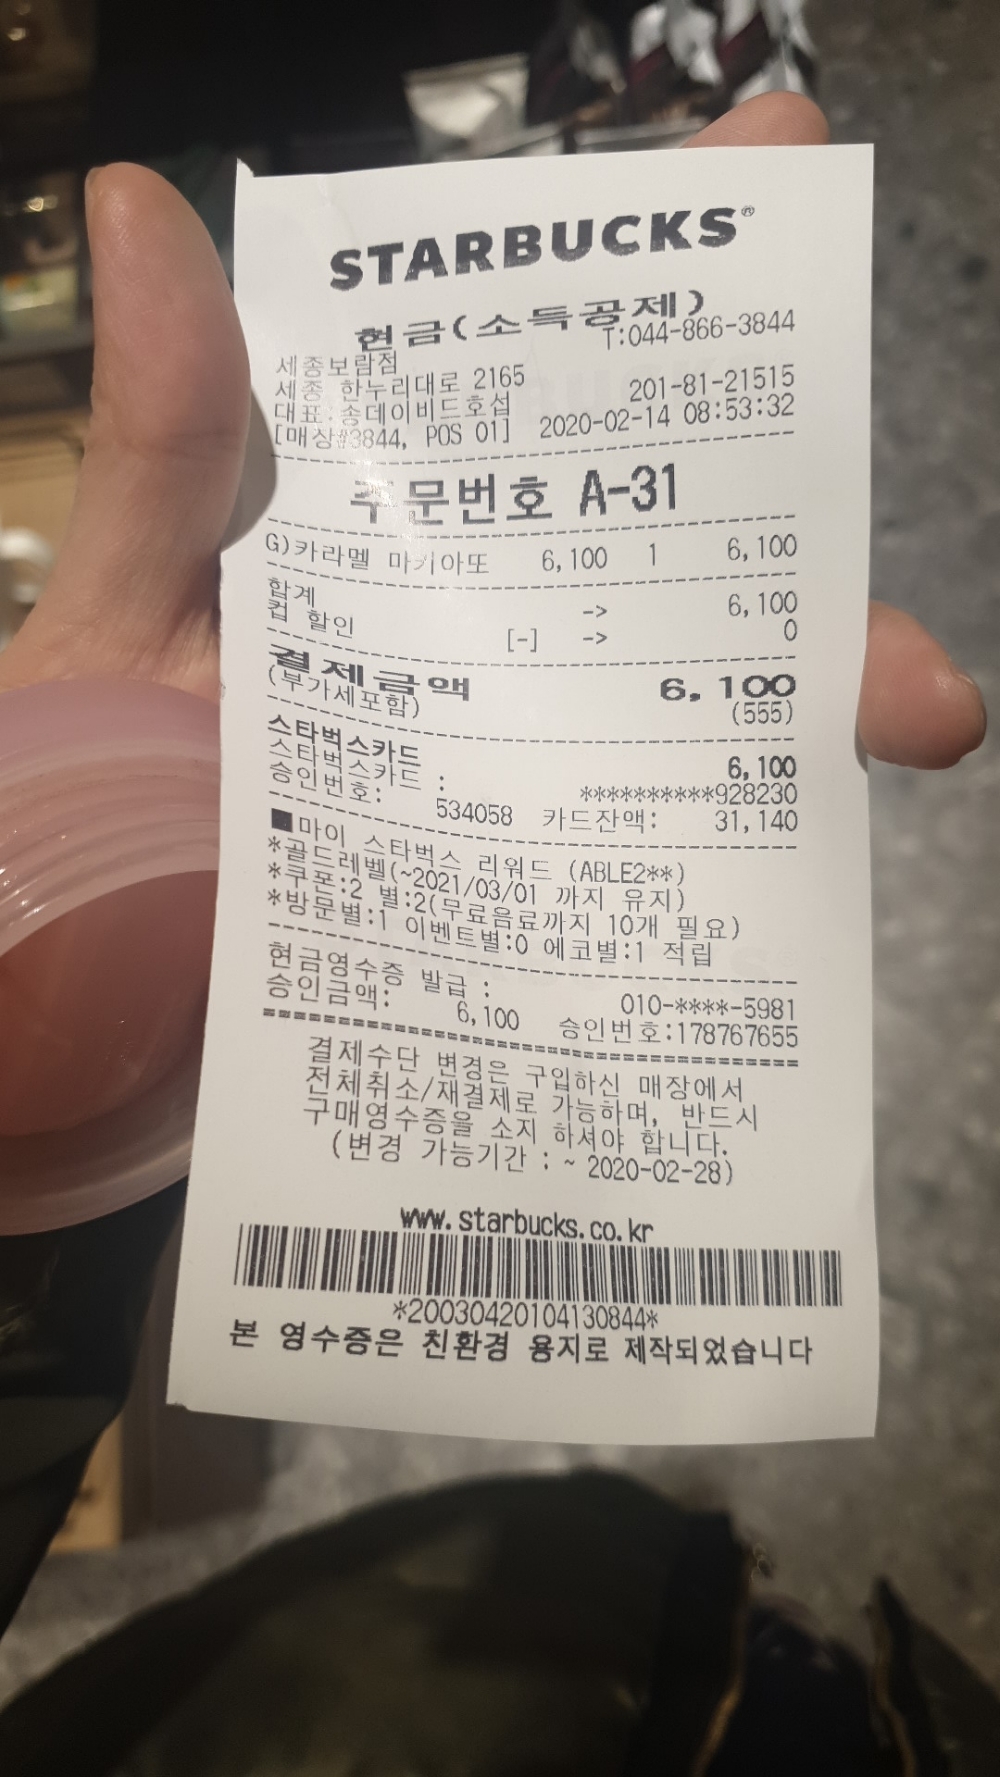 STARBUCKS®
현금(소득공제)
세종보람점 T:044-866-3844
세종 한누리대로 2165 201-81-21515
대표:송데이비드호섭
[매장#3844, POS 01] 2020-02-14 08:53:32
주문번호 A-31
G)카라멜 마키아또 6,100 1 6,100
합계 -> 6,100
컵 할인 [-] -> 0
결제금액 6,100
(부가세포함) (555)
스타벅스카드 6,100
스타벅스카드 : **********928230
승인번호: 534058 카드잔액: 31,140
■마이 스타벅스 리워드 (ABLE2**)
*골드레벨(~2021/03/01 까지 유지)
*쿠폰:2 별:2(무료음료까지 10개 필요)
*방문별:1 이벤트별:0 에코별:1 적립
현금영수증 발급 : 010-****-5981
승인금액: 6,100 승인번호:178767655
결제수단 변경은 구입하신 매장에서
전체취소/재결제로 가능하며, 반드시
구매영수증을 소지 하셔야 합니다.
(변경 가능기간 : ~ 2020-02-28)
www.starbucks.co.kr
*20030420104130844*
본 영수증은 친환경 용지로 제작되었습니다